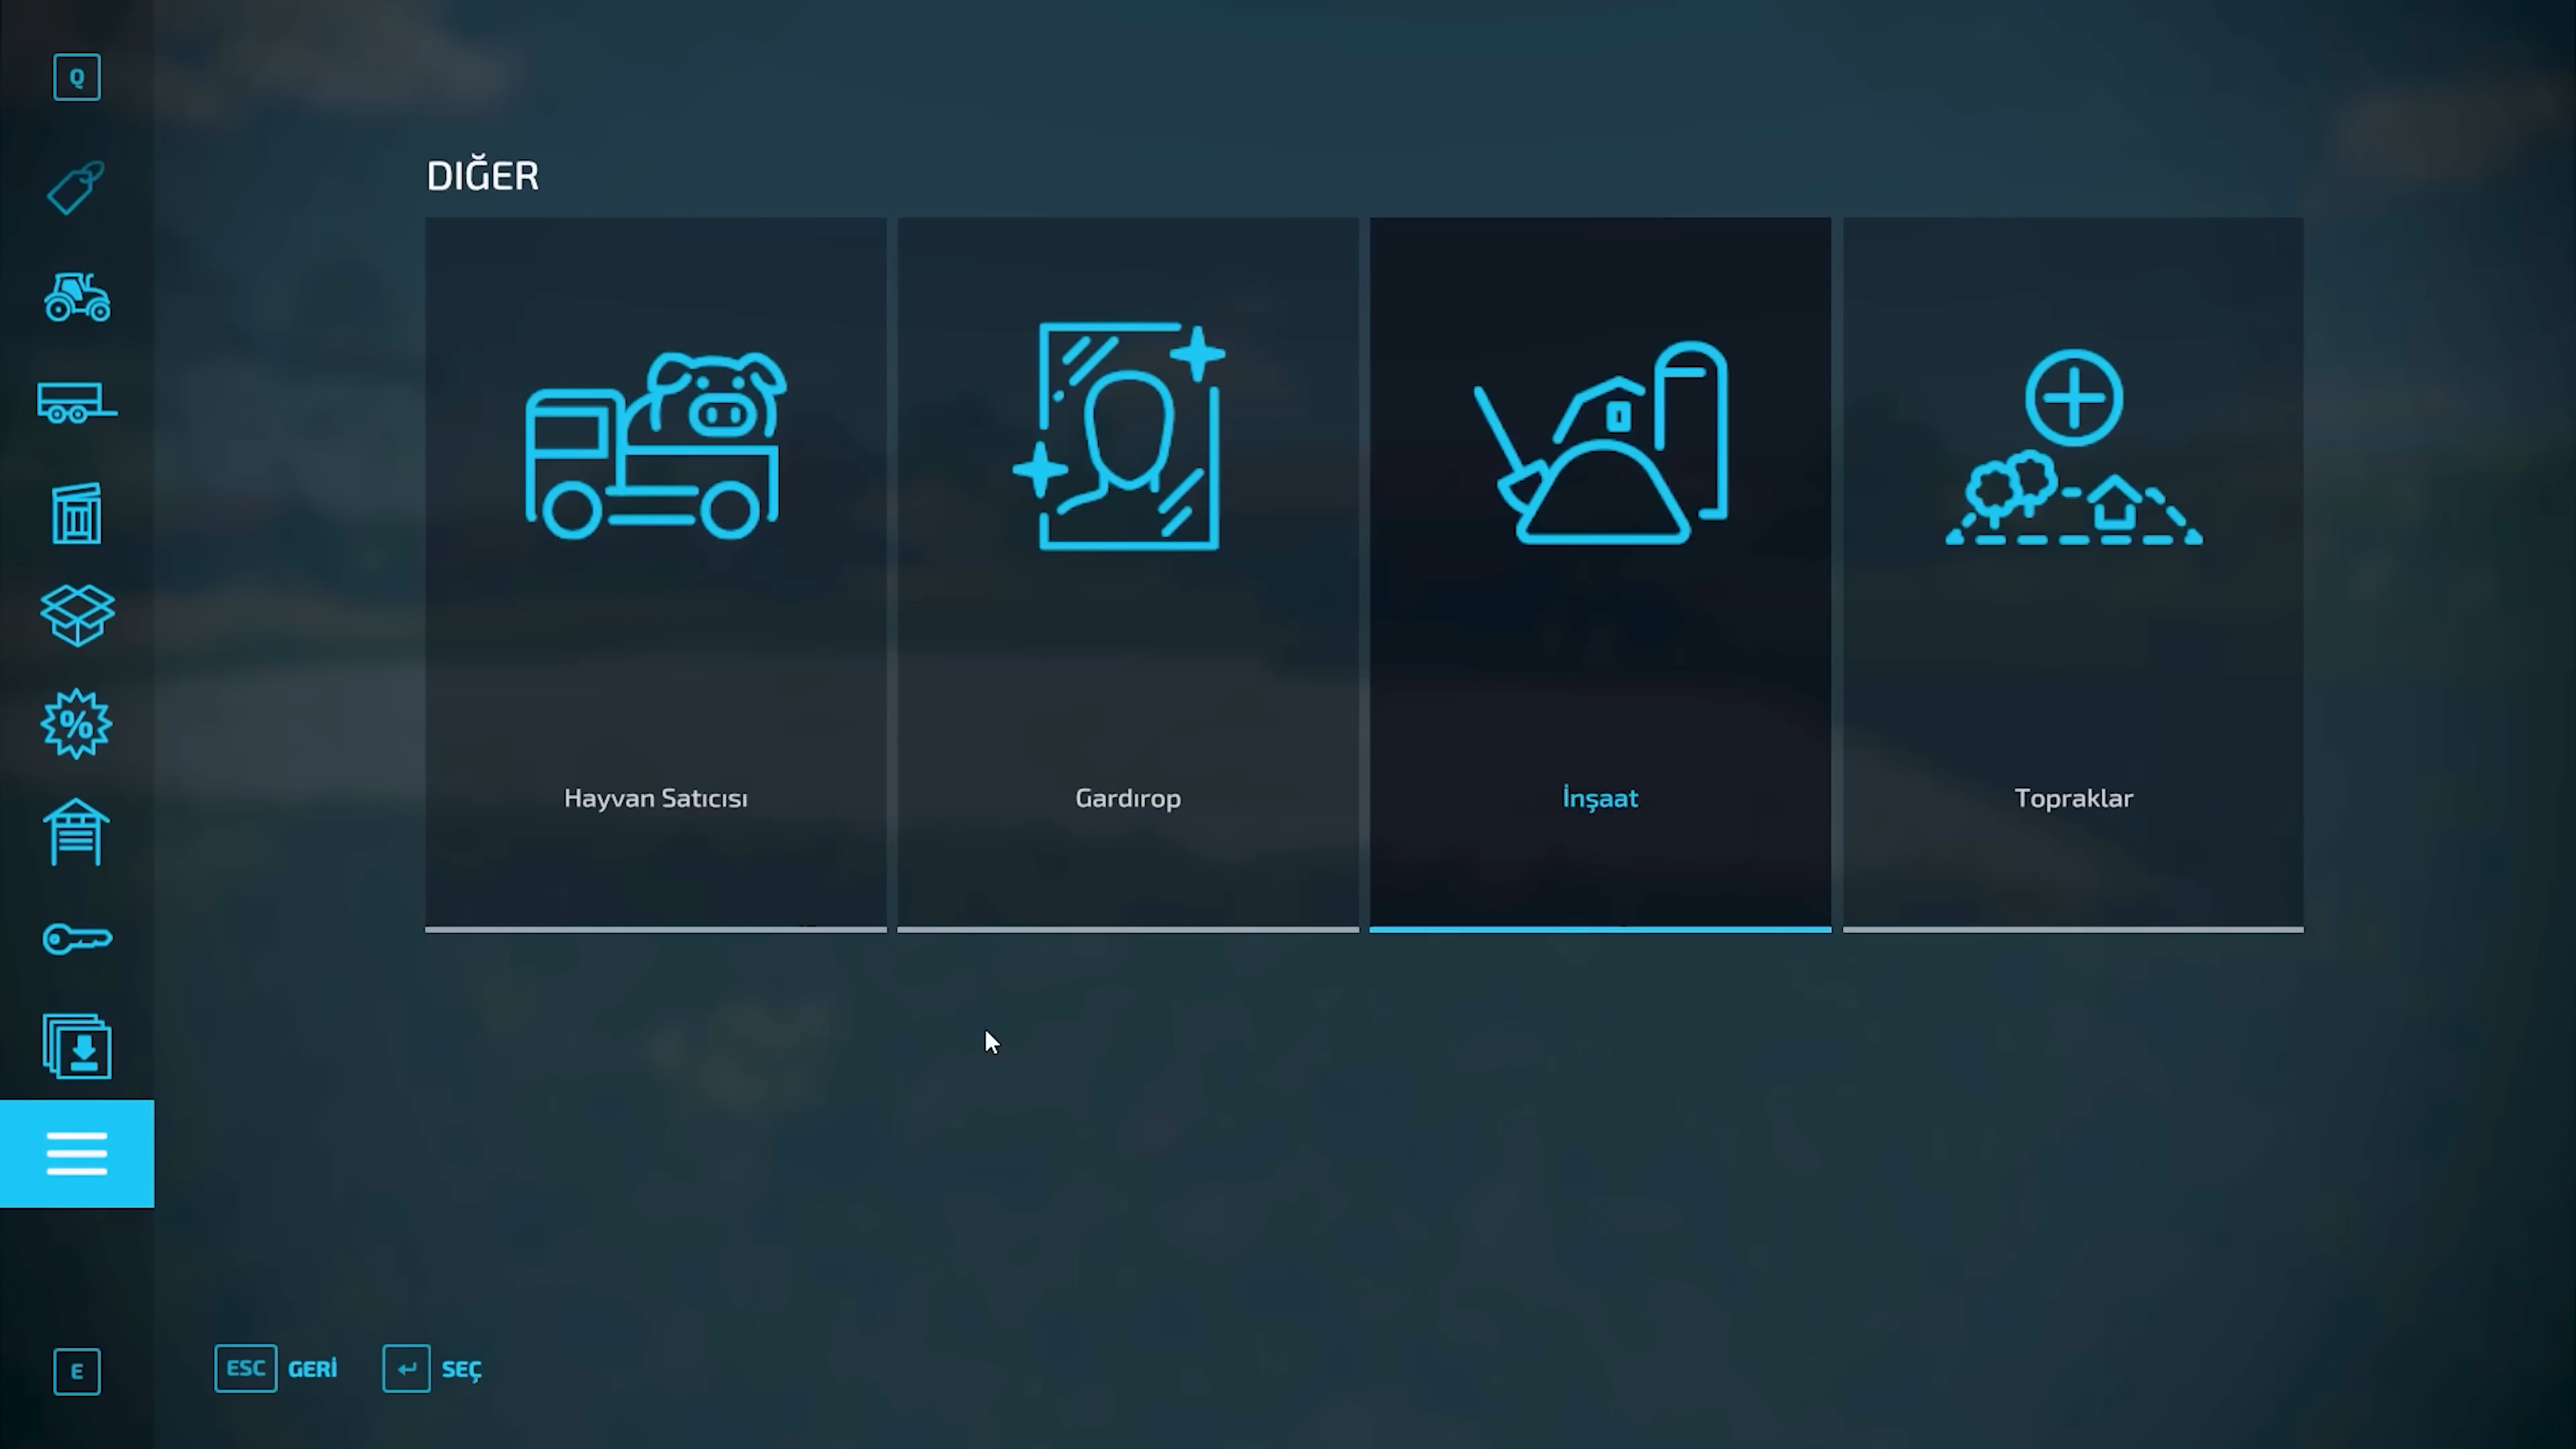 Q
DIĞER
%
Hayvan Satıcısı
Gardırop
İnşaat
Topraklar
E
ESC GERİ
SEÇ